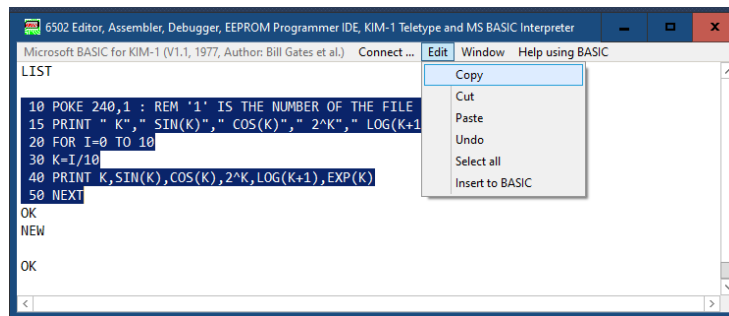 6502 Editor, Assembler, Debugger, EEPROM Programmer IDE, KIM-1 Teletype and MS BASIC Interpreter
Microsoft BASIC for KIM-1 (V1.1, 1977, Author: Bill Gates et al.) Connect ... Edit Window Help using BASIC
LIST
10 POKE 240,1 : REM '1' IS THE NUMBER OF THE FILE
15 PRINT " K"," SIN(K)"," COS(K)"," 2^K"," LOG(K+1
20 FOR I=0 TO 10
30 K=I/10
40 PRINT K,SIN(K),COS(K),2^K,LOG(K+1),EXP(K)
50 NEXT
OK
NEW
OK
Copy
Cut
Paste
Undo
Select all
Insert to BASIC